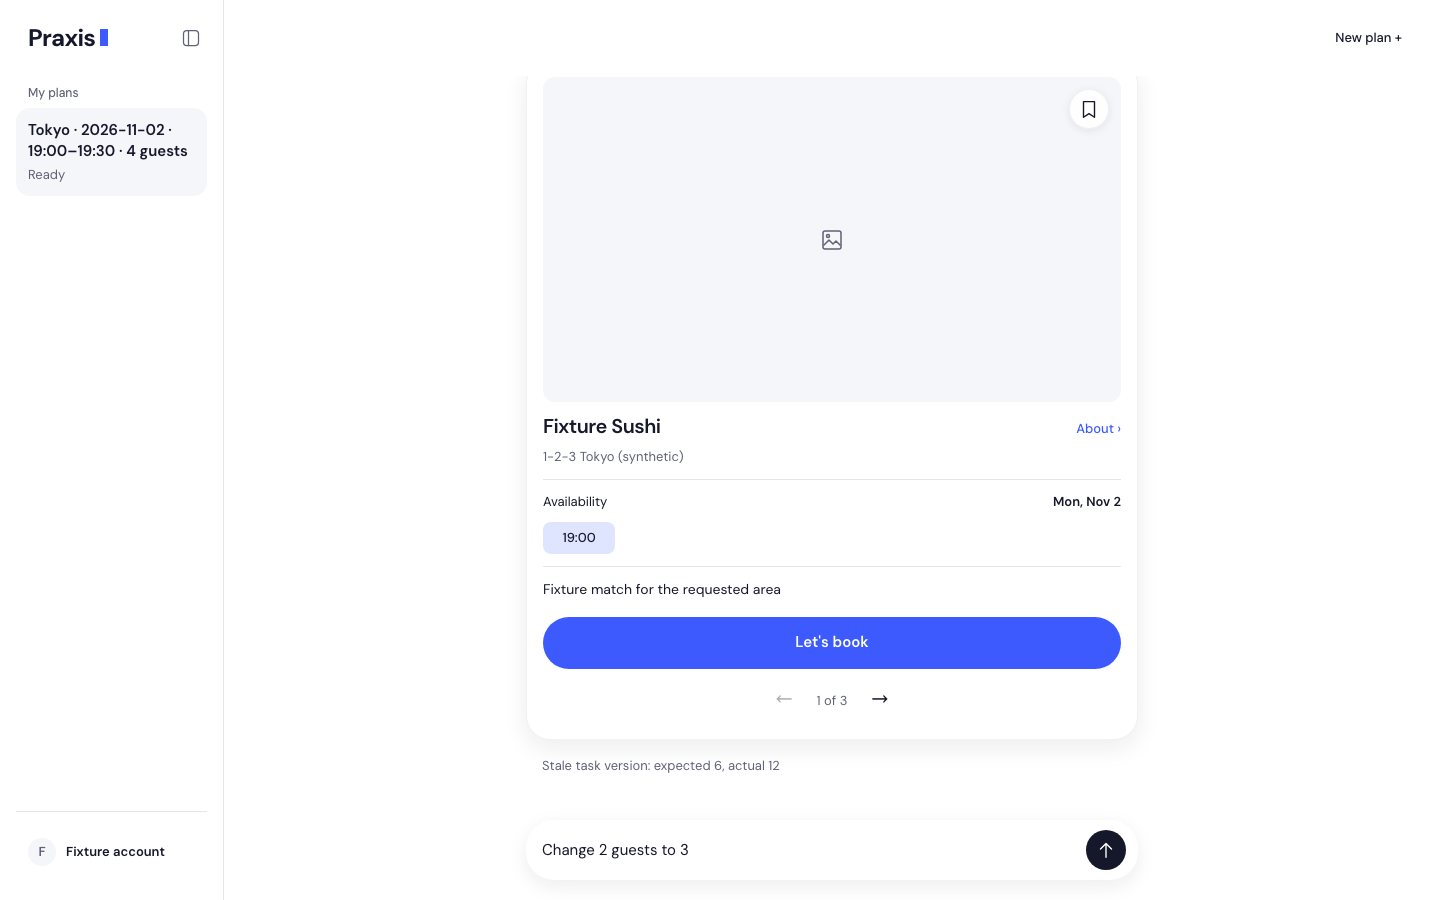 Praxis
New plan +
My plans
Tokyo · 2026-11-02 ·
19:00–19:30 · 4 guests
Ready
Fixture Sushi
About ›
1-2-3 Tokyo (synthetic)
Availability
Mon, Nov 2
19:00
Fixture match for the requested area
Let's book
← 1 of 3 →
Stale task version: expected 6, actual 12
Change 2 guests to 3
F Fixture account